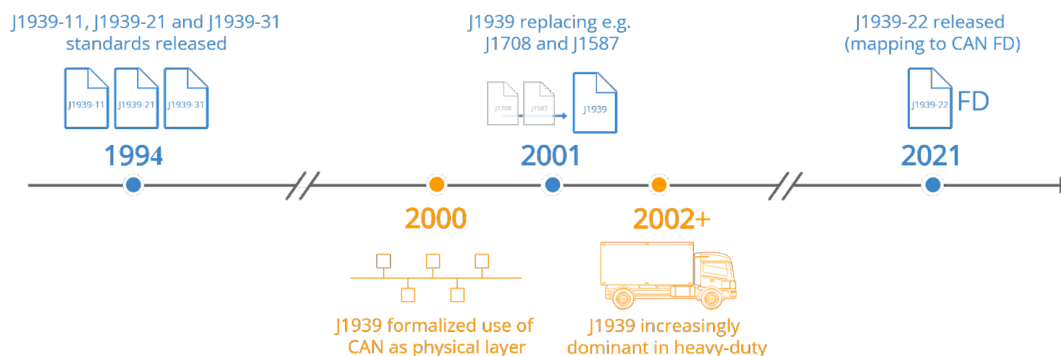 J1939-11, J1939-21 and J1939-31
standards released
J1939-11
J1939-21
J1939-31
1994
J1939 replacing e.g.
J1708 and J1587
J1708
J1587
J1939
2001
J1939-22 released
(mapping to CAN FD)
J1939-22
FD
2021
2000
J1939 formalized use of
CAN as physical layer
2002+
J1939 increasingly
dominant in heavy-duty